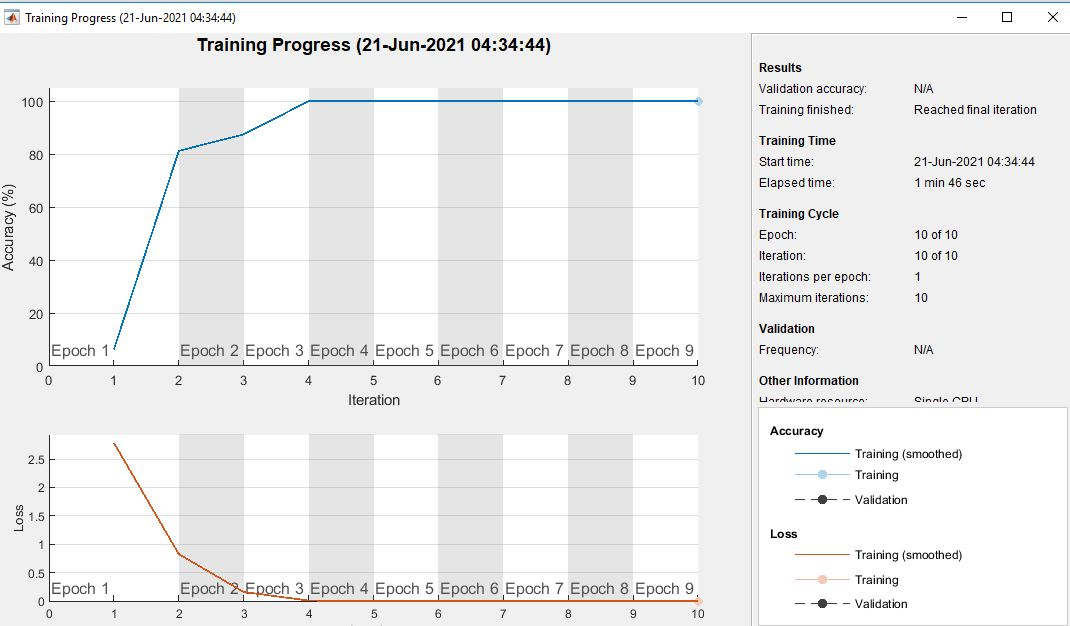 Training Progress (21-Jun-2021 04:34:44)
Training Progress (21-Jun-2021 04:34:44)
100
80
60
40
20
0
Accuracy (%)
Epoch 1 Epoch 2 Epoch 3 Epoch 4 Epoch 5 Epoch 6 Epoch 7 Epoch 8 Epoch 9
0 1 2 3 4 5 6 7 8 9 10
Iteration
2.5
2
1.5
1
0.5
0
Loss
Epoch 1 Epoch 2 Epoch 3 Epoch 4 Epoch 5 Epoch 6 Epoch 7 Epoch 8 Epoch 9
0 1 2 3 4 5 6 7 8 9 10
Results
Validation accuracy: N/A
Training finished: Reached final iteration
Training Time
Start time: 21-Jun-2021 04:34:44
Elapsed time: 1 min 46 sec
Training Cycle
Epoch: 10 of 10
Iteration: 10 of 10
Iterations per epoch: 1
Maximum iterations: 10
Validation
Frequency: N/A
Other Information
Hardware resource: Single CPU
Accuracy
Training (smoothed)
Training
Validation
Loss
Training (smoothed)
Training
Validation